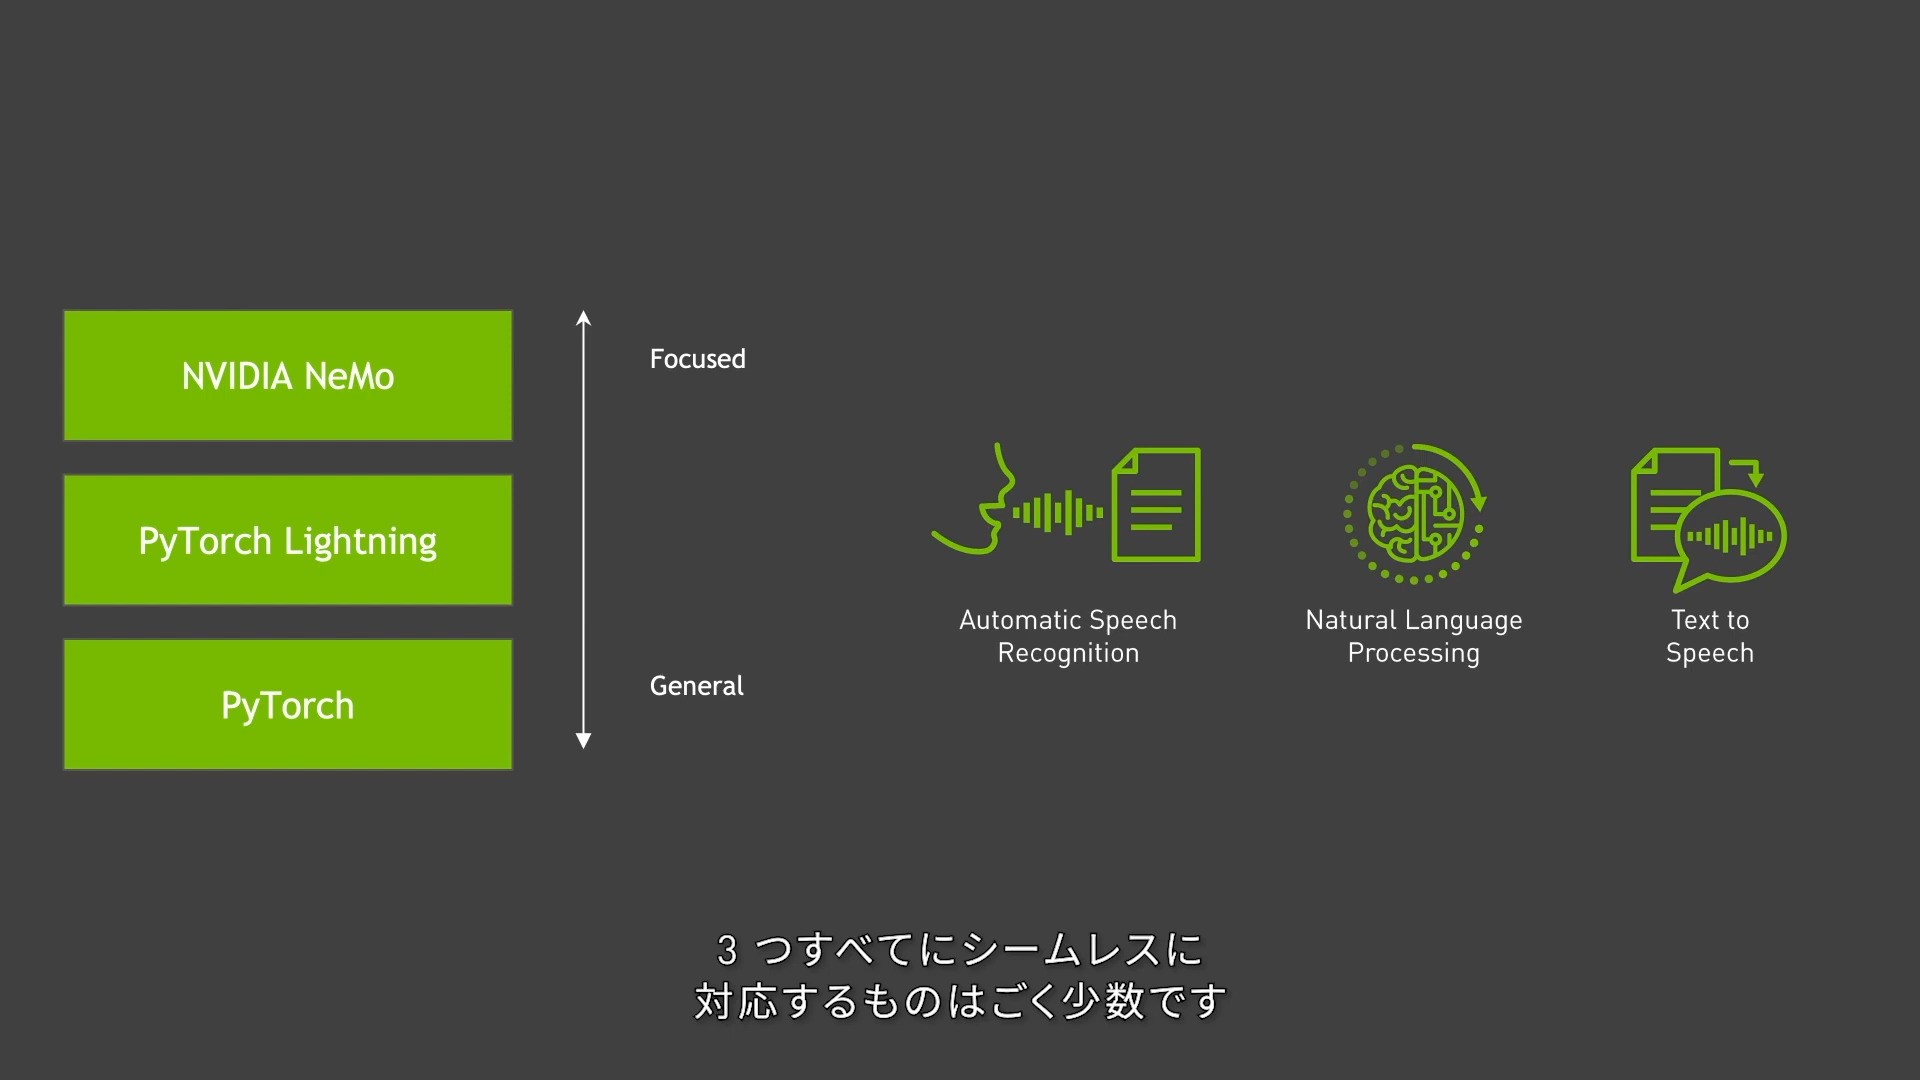 NVIDIA NeMo
PyTorch Lightning
PyTorch
Focused
General
Automatic Speech
Recognition
Natural Language
Processing
Text to
Speech
3 つすべてにシームレスに
対応するものはごく少数です